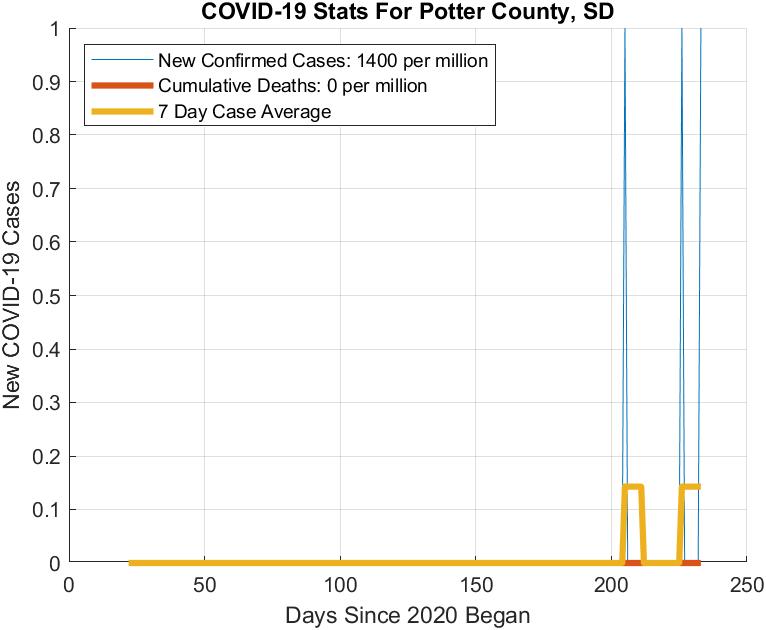 COVID-19 Stats For Potter County, SD
New Confirmed Cases: 1400 per million
Cumulative Deaths: 0 per million
7 Day Case Average
New COVID-19 Cases
1
0.9
0.8
0.7
0.6
0.5
0.4
0.3
0.2
0.1
0
0 50 100 150 200 250
Days Since 2020 Began